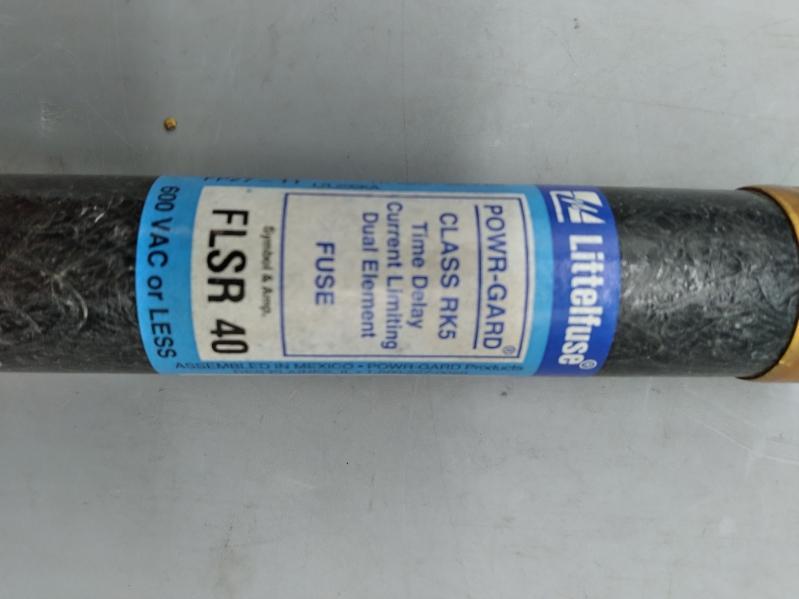 Littelfuse®
POWR-GARD®
CLASS RK5
Time Delay
Current Limiting
Dual Element
FUSE
Symbol & Amp.
FLSR 40
600 VAC or LESS
ASSEMBLED IN MEXICO • POWR-GARD Products